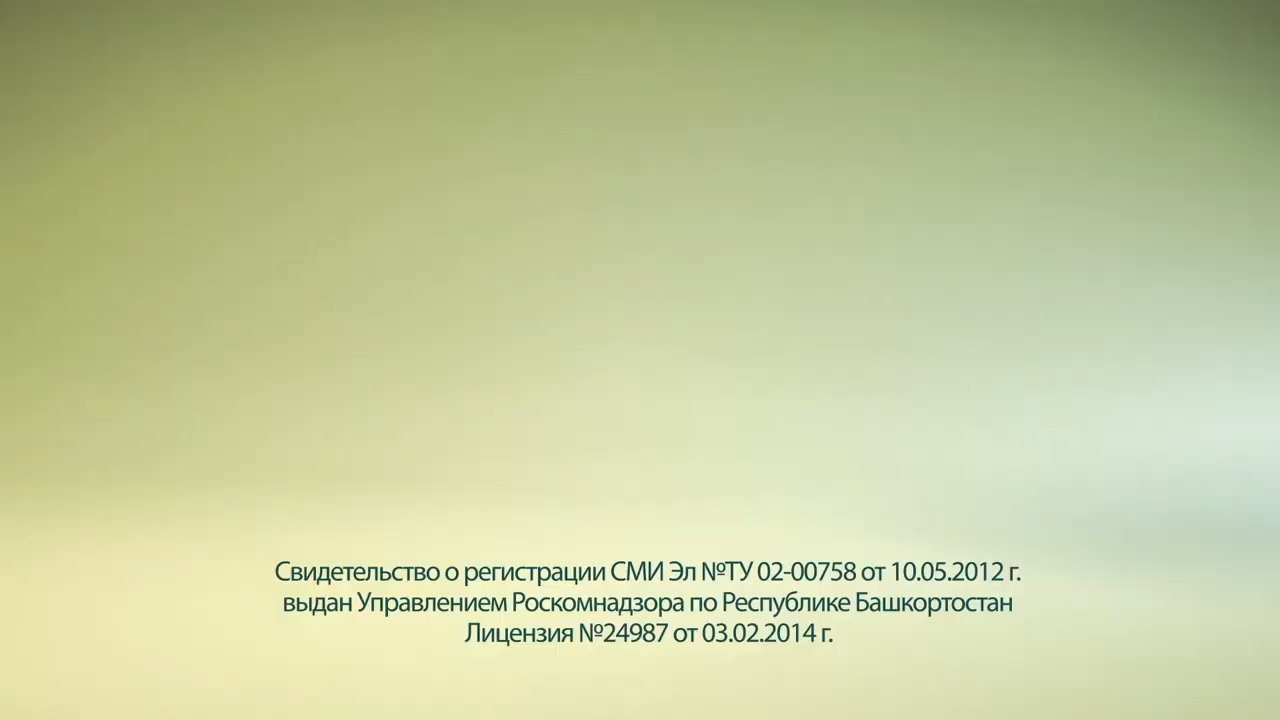 Свидетельство о регистрации СМИ Эл №ТУ 02-00758 от 10.05.2012 г.
выдан Управлением Роскомнадзора по Республике Башкортостан
Лицензия №24987 от 03.02.2014 г.